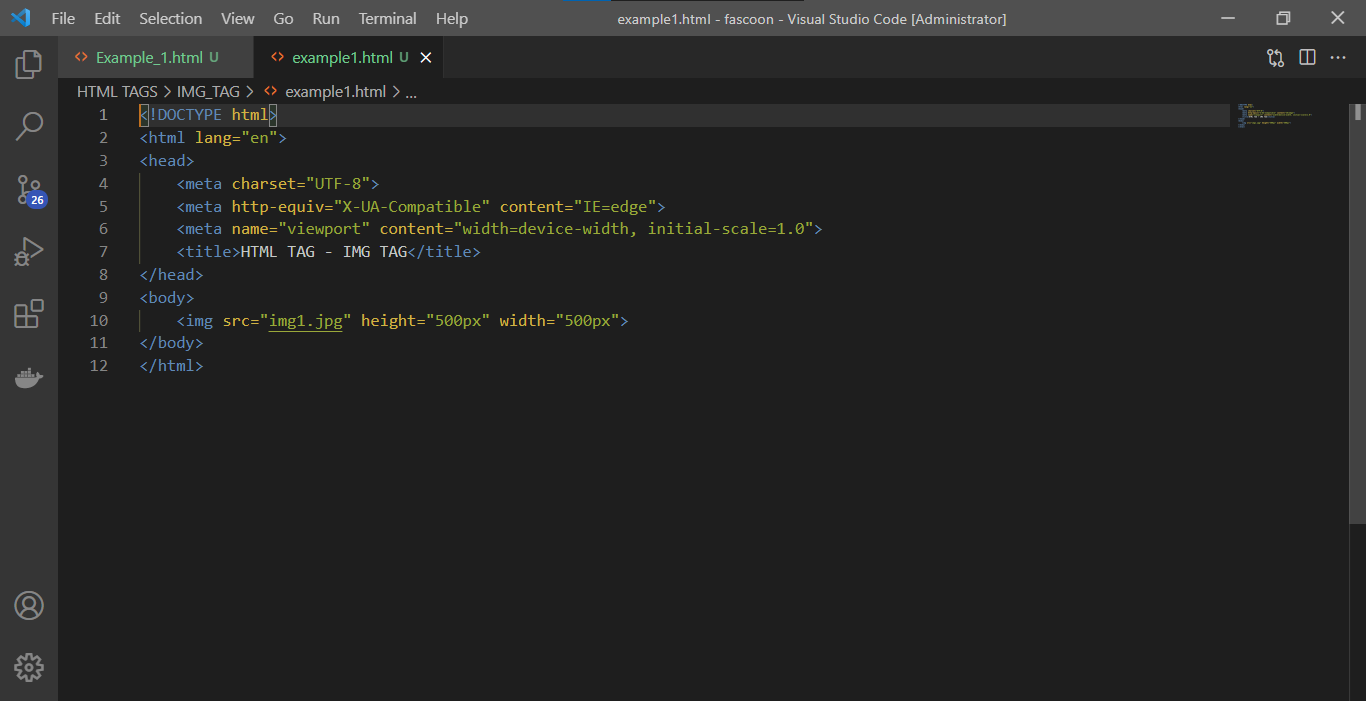 File Edit Selection View Go Run Terminal Help example1.html - fascoon - Visual Studio Code [Administrator]
Example_1.html U example1.html U
HTML TAGS > IMG_TAG > example1.html > ...
1 <!DOCTYPE html>
2 <html lang="en">
3 <head>
4 <meta charset="UTF-8">
5 <meta http-equiv="X-UA-Compatible" content="IE=edge">
6 <meta name="viewport" content="width=device-width, initial-scale=1.0">
7 <title>HTML TAG - IMG TAG</title>
8 </head>
9 <body>
10 <img src="img1.jpg" height="500px" width="500px">
11 </body>
12 </html>
26